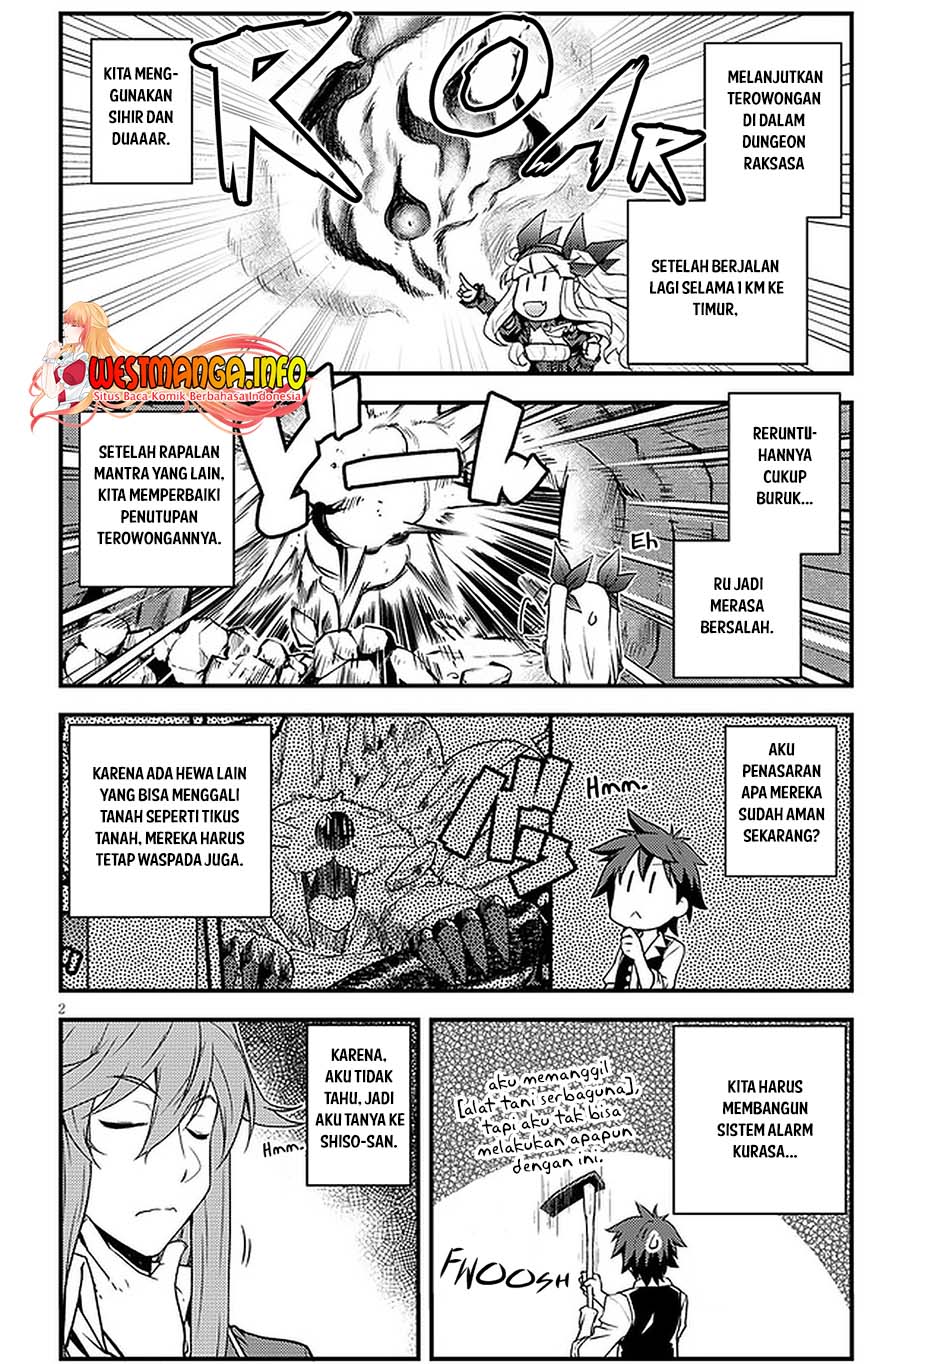 MELANJUTKAN
TEROWONGAN
DI DALAM
DUNGEON
RAKSASA
SETELAH BERJALAN
LAGI SELAMA 1 KM KE
TIMUR,
ROAR
KITA MENG-
GUNAKAN
SIHIR DAN
DUAAAR.
WESTMANGA.INFO
Situs Baca Komik Berbahasa Indonesia
RERUNTU-
HANNYA
CUKUP
BURUK...
RU JADI
MERASA
BERSALAH.
Eh
ビーム
SETELAH RAPALAN
MANTRA YANG LAIN,
KITA MEMPERBAIKI
PENUTUPAN
TEROWONGANNYA.
AKU
PENASARAN
APA MEREKA
SUDAH AMAN
SEKARANG?
Hmm.
KARENA ADA HEWA LAIN
YANG BISA MENGGALI
TANAH SEPERTI TIKUS
TANAH, MEREKA HARUS
TETAP WASPADA JUGA.
2
KITA HARUS
MEMBANGUN
SISTEM ALARM
KURASA...
aku memanggil
[alat tani serbaguna],
tapi aku tak bisa
melakukan apapun
dengan ini.
FWOOSH
KARENA,
AKU TIDAK
TAHU, JADI
AKU TANYA KE
SHISO-SAN.
Hmm.